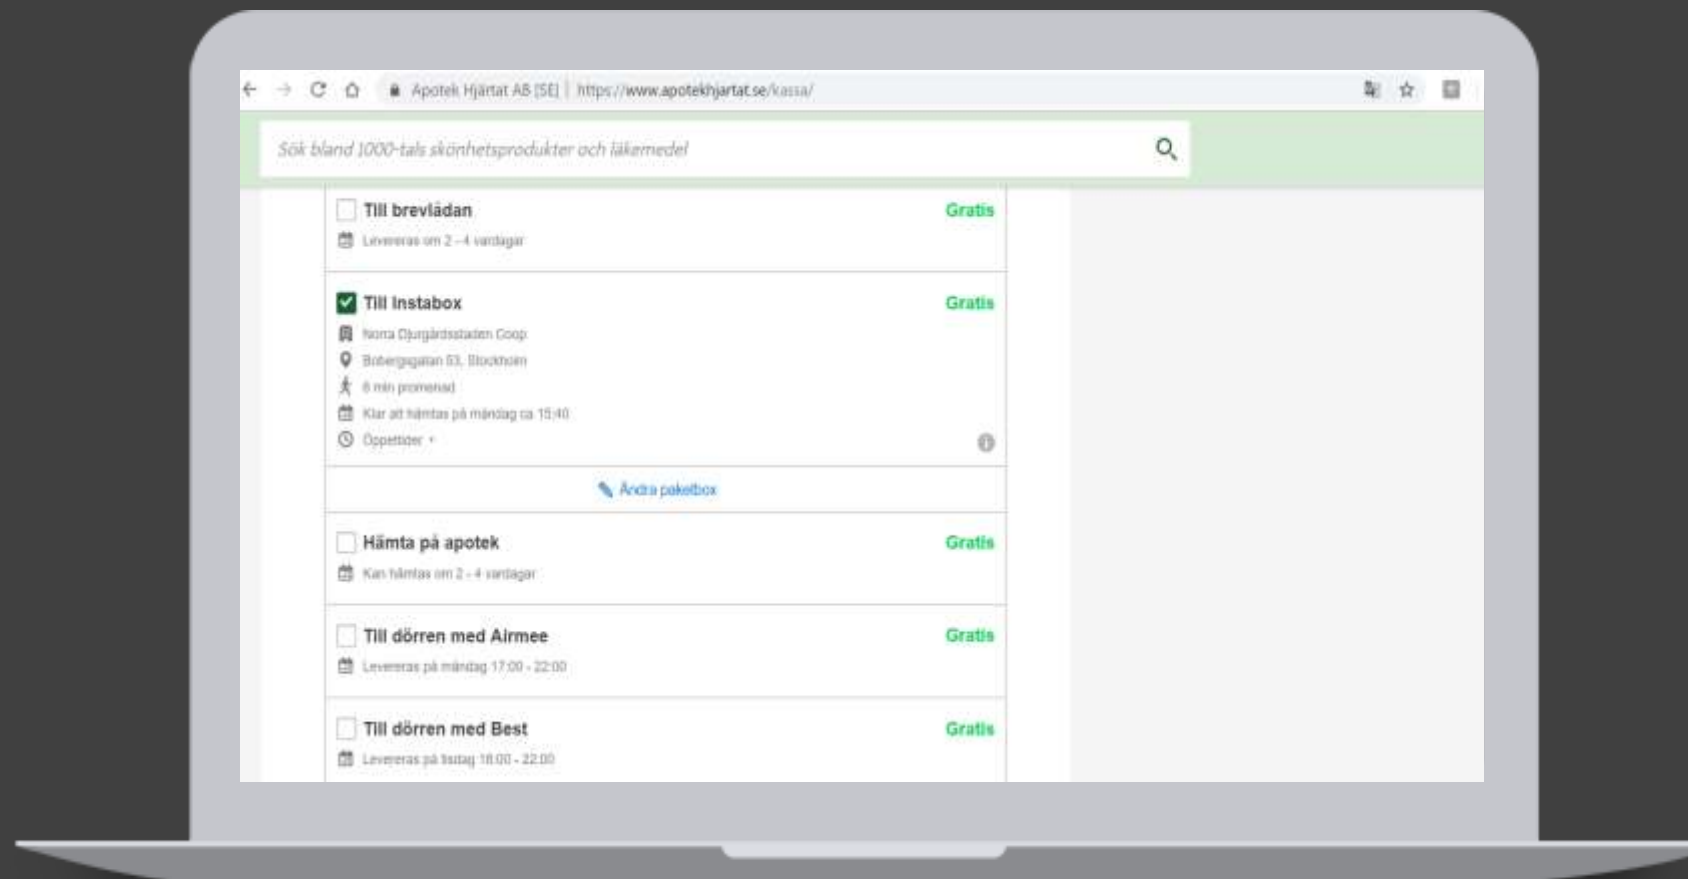 Apotek Hjärtat AB [SE] | https://www.apotekhjartat.se/kassa/
Sök bland 1000-tals skönhetsprodukter och läkemedel
Till brevlådan Gratis
Levereras om 2 - 4 vardagar
Till Instabox Gratis
Norra Djurgårdsstaden Coop
Bobergsgatan 53, Stockholm
6 min promenad
Klar att hämtas på måndag ca 15:40
Öppettider
Ändra paketbox
Hämta på apotek Gratis
Kan hämtas om 2 - 4 vardagar
Till dörren med Airmee Gratis
Levereras på måndag 17:00 - 22:00
Till dörren med Best Gratis
Levereras på tisdag 18:00 - 22:00